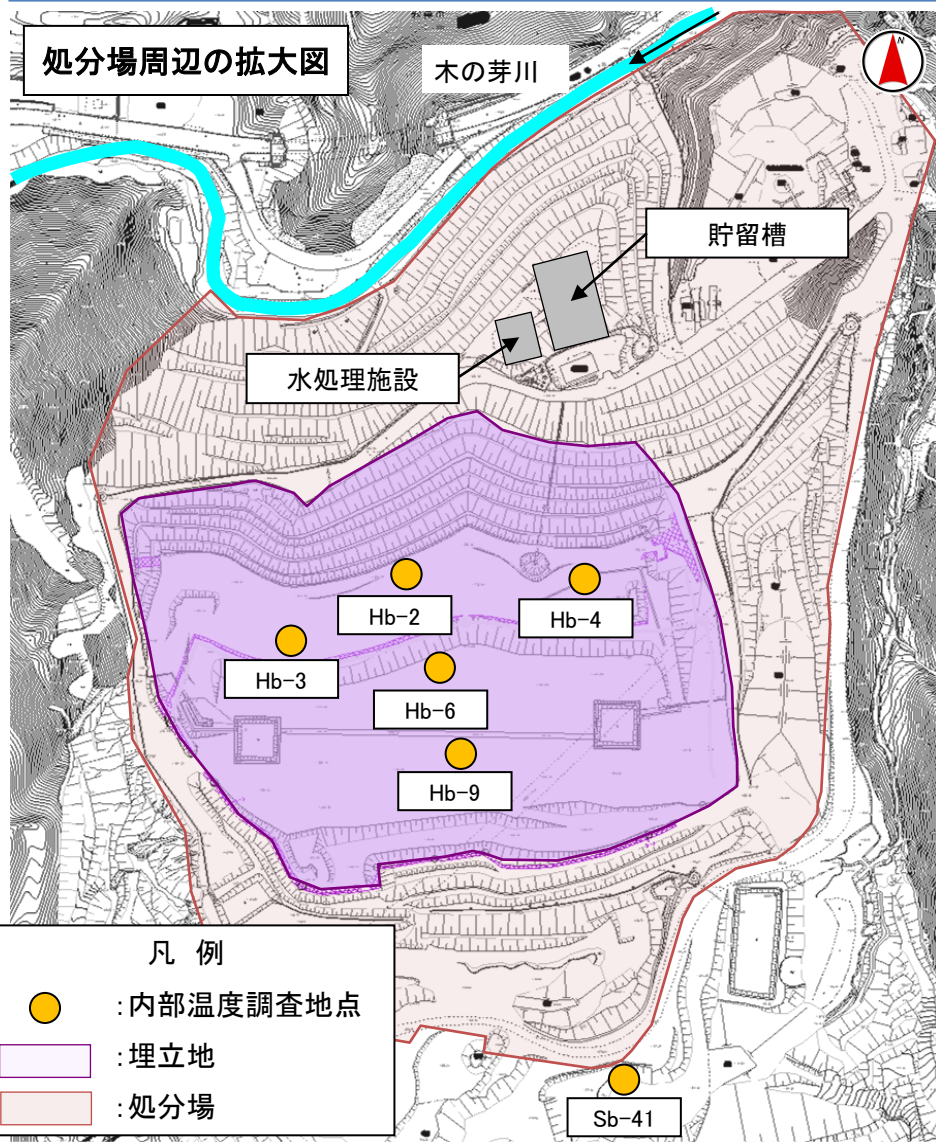 処分場周辺の拡大図
木の芽川
N
貯留槽
水処理施設
Hb-2
Hb-4
Hb-3
Hb-6
Hb-9
凡 例
:内部温度調査地点
:埋立地
:処分場
Sb-41